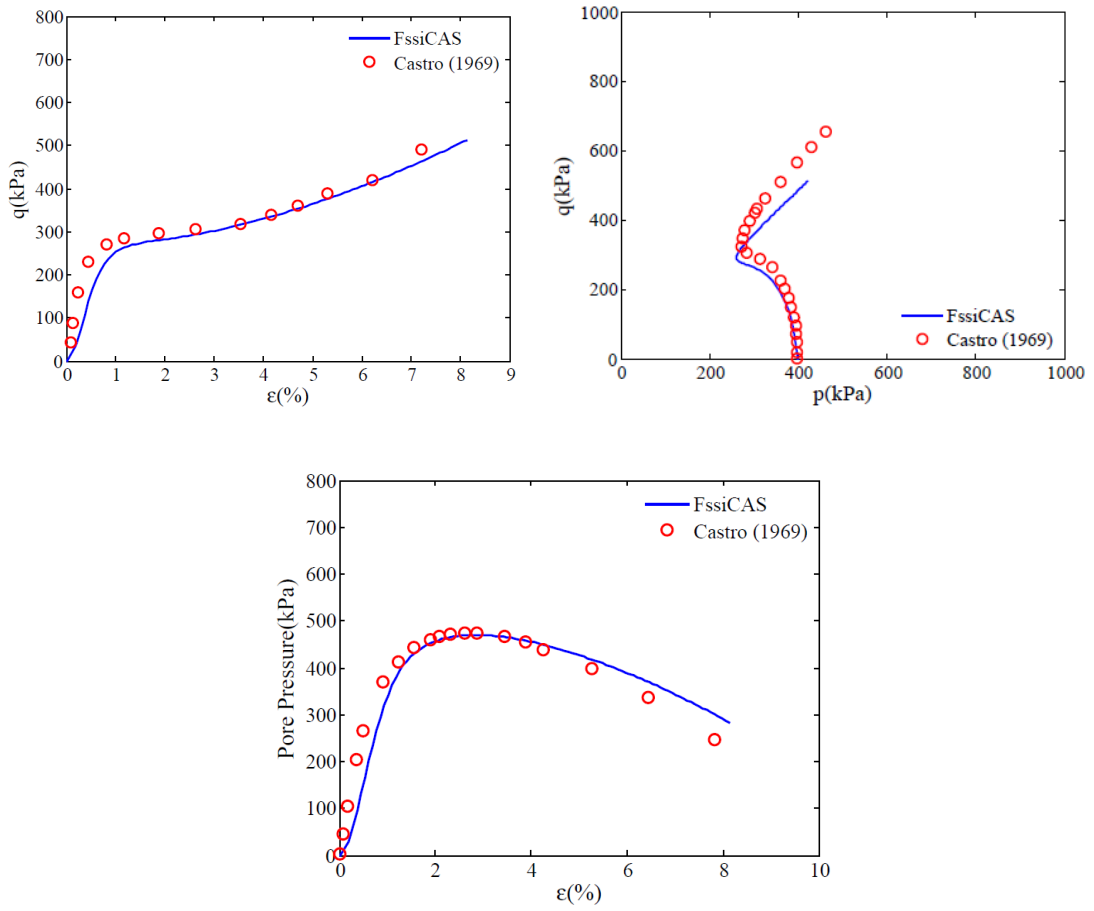 800
700
600
500
400
300
200
100
0
q(kPa)
FssiCAS
Castro (1969)
0 1 2 3 4 5 6 7 8 9
ε(%)
1000
800
600
400
200
0
q(kPa)
FssiCAS
Castro (1969)
0 200 400 600 800 1000
p(kPa)
800
700
600
500
400
300
200
100
0
Pore Pressure(kPa)
FssiCAS
Castro (1969)
0 2 4 6 8 10
ε(%)